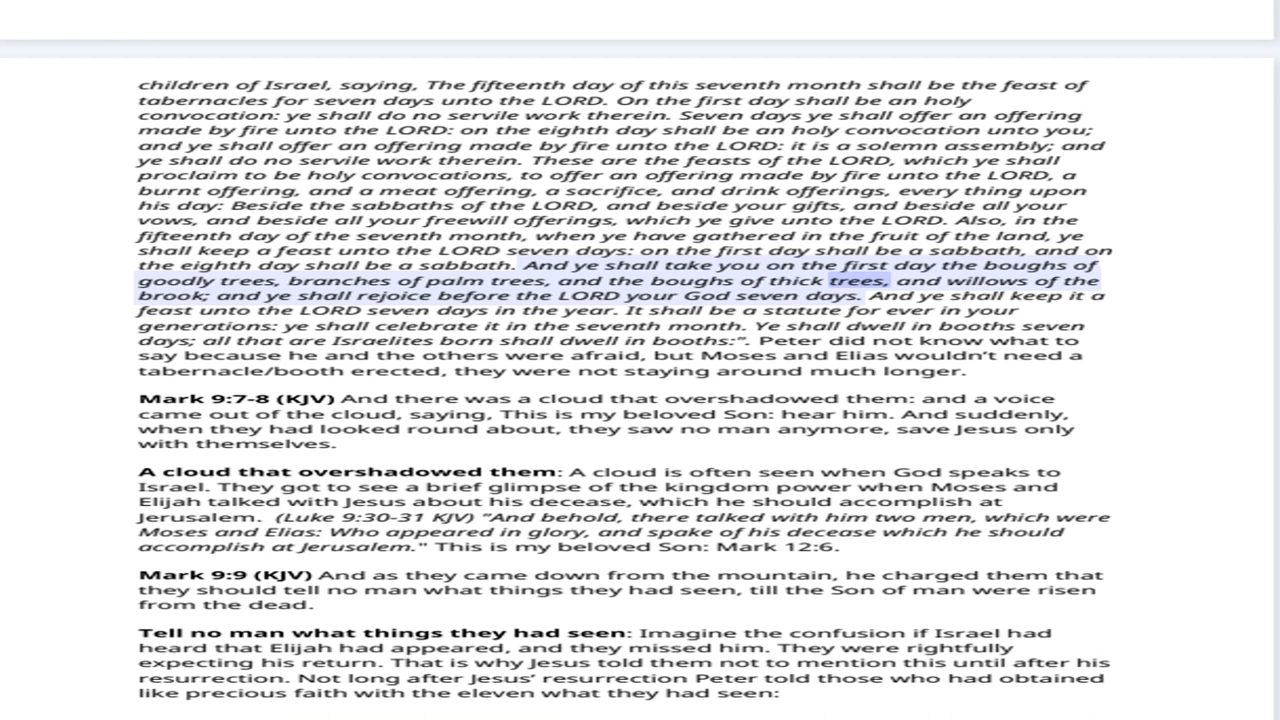 children of Israel, saying, The fifteenth day of this seventh month shall be the feast of
tabernacles for seven days unto the LORD. On the first day shall be an holy
convocation: ye shall do no servile work therein. Seven days ye shall offer an offering
made by fire unto the LORD: on the eighth day shall be an holy convocation unto you;
and ye shall offer an offering made by fire unto the LORD: it is a solemn assembly; and
ye shall do no servile work therein. These are the feasts of the LORD, which ye shall
proclaim to be holy convocations, to offer an offering made by fire unto the LORD, a
burnt offering, and a meat offering, a sacrifice, and drink offerings, every thing upon
his day: Beside the sabbaths of the LORD, and beside your gifts, and beside all your
vows, and beside all your freewill offerings, which ye give unto the LORD. Also, in the
fifteenth day of the seventh month, when ye have gathered in the fruit of the land, ye
shall keep a feast unto the LORD seven days: on the first day shall be a sabbath, and on
the eighth day shall be a sabbath. And ye shall take you on the first day the boughs of
goodly trees, branches of palm trees, and the boughs of thick trees, and willows of the
brook; and ye shall rejoice before the LORD your God seven days. And ye shall keep it a
feast unto the LORD seven days in the year. It shall be a statute for ever in your
generations: ye shall celebrate it in the seventh month. Ye shall dwell in booths seven
days; all that are Israelites born shall dwell in booths:”. Peter did not know what to
say because he and the others were afraid, but Moses and Elias wouldn’t need a
tabernacle/booth erected, they were not staying around much longer.
Mark 9:7-8 (KJV) And there was a cloud that overshadowed them: and a voice
came out of the cloud, saying, This is my beloved Son: hear him. And suddenly,
when they had looked round about, they saw no man anymore, save Jesus only
with themselves.
A cloud that overshadowed them: A cloud is often seen when God speaks to
Israel. They got to see a brief glimpse of the kingdom power when Moses and
Elijah talked with Jesus about his decease, which he should accomplish at
Jerusalem. (Luke 9:30-31 KJV) "And behold, there talked with him two men, which were
Moses and Elias: Who appeared in glory, and spake of his decease which he should
accomplish at Jerusalem." This is my beloved Son: Mark 12:6.
Mark 9:9 (KJV) And as they came down from the mountain, he charged them that
they should tell no man what things they had seen, till the Son of man were risen
from the dead.
Tell no man what things they had seen: Imagine the confusion if Israel had
heard that Elijah had appeared, and they missed him. They were rightfully
expecting his return. That is why Jesus told them not to mention this until after his
resurrection. Not long after Jesus’ resurrection Peter told those who had obtained
like precious faith with the eleven what they had seen: